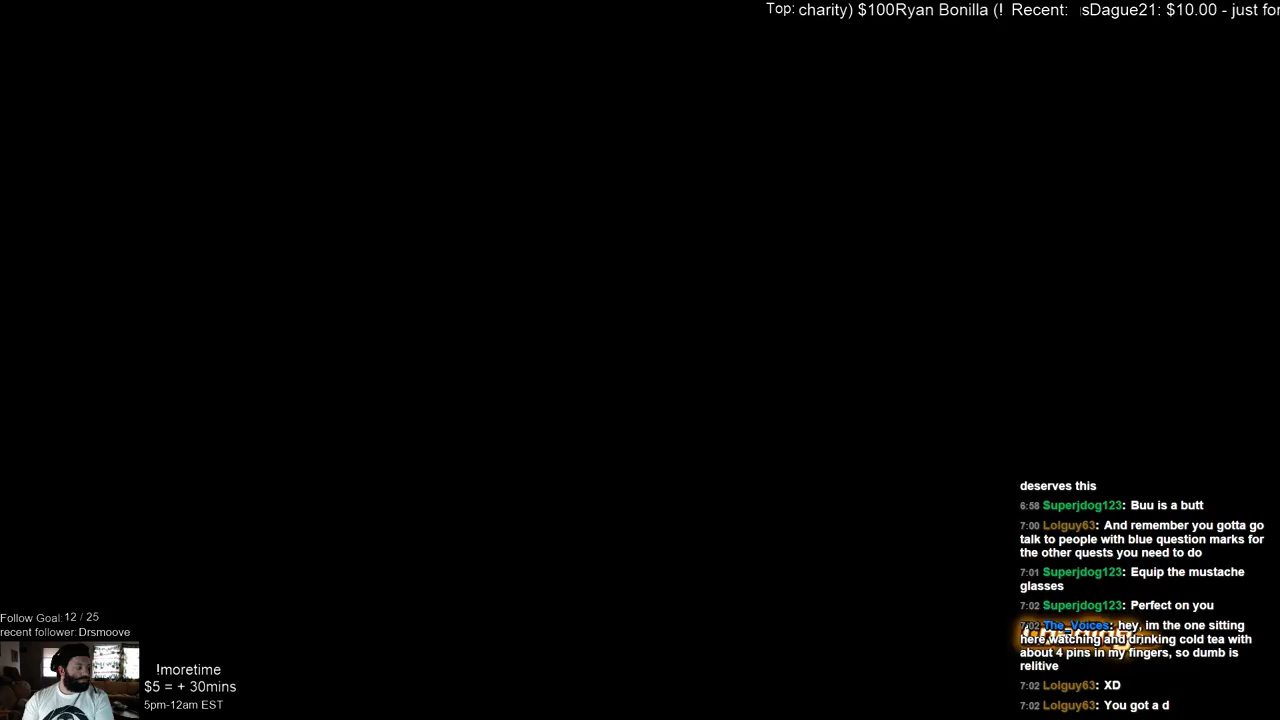 Top: charity) $100Ryan Bonilla (! Recent: sDague21: $10.00 - just for
deserves this
6:58 Superjdog123: Buu is a butt
7:00 Lolguy63: And remember you gotta go
talk to people with blue question marks for
the other quests you need to do
7:01 Superjdog123: Equip the mustache
glasses
7:02 Superjdog123: Perfect on you
7:02 The_Voices: hey, im the one sitting
here watching and drinking cold tea with
about 4 pins in my fingers, so dumb is
relitive
7:02 Lolguy63: XD
7:02 Lolguy63: You got a d
Follow Goal: 12 / 25
recent follower: Drsmoove
!moretime
$5 = + 30mins
5pm-12am EST